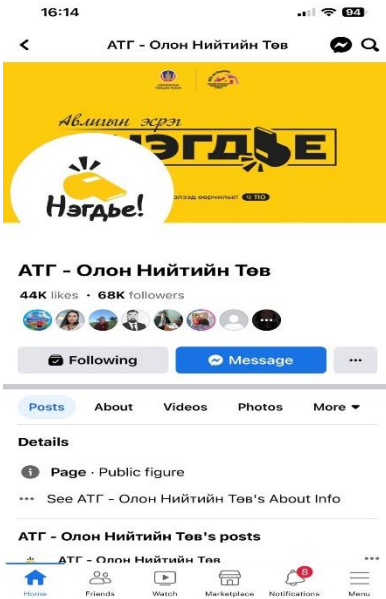 16:14
94
АТГ - Олон Нийтийн Төв
Авлигын эсрэг
НЭГДЬЕ
Нэгдье!
өөрчилье! 110
АТГ - Олон Нийтийн Төв
44K likes · 68K followers
Following
Message
Posts About Videos Photos More
Details
Page · Public figure
See АТГ - Олон Нийтийн Төв's About Info
АТГ - Олон Нийтийн Төв's posts
АТГ - Олон Нийтийн Төв
8
Home Friends Watch Marketplace Notifications Menu